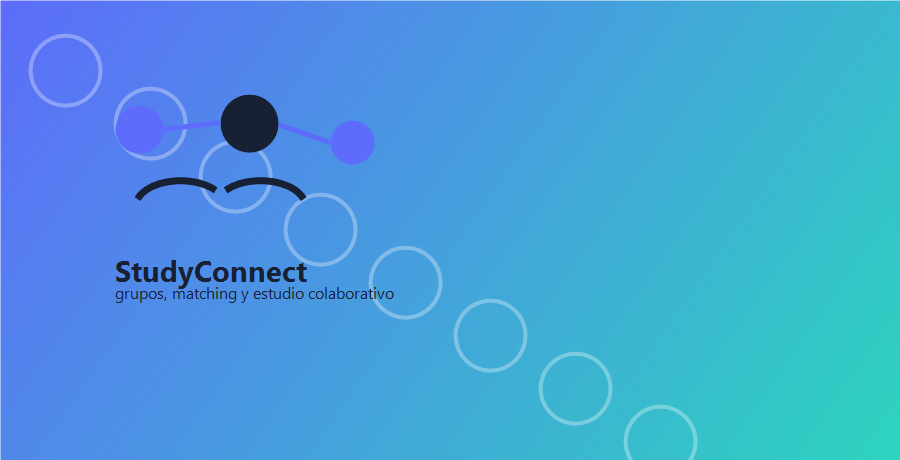 StudyConnect
grupos, matching y estudio colaborativo